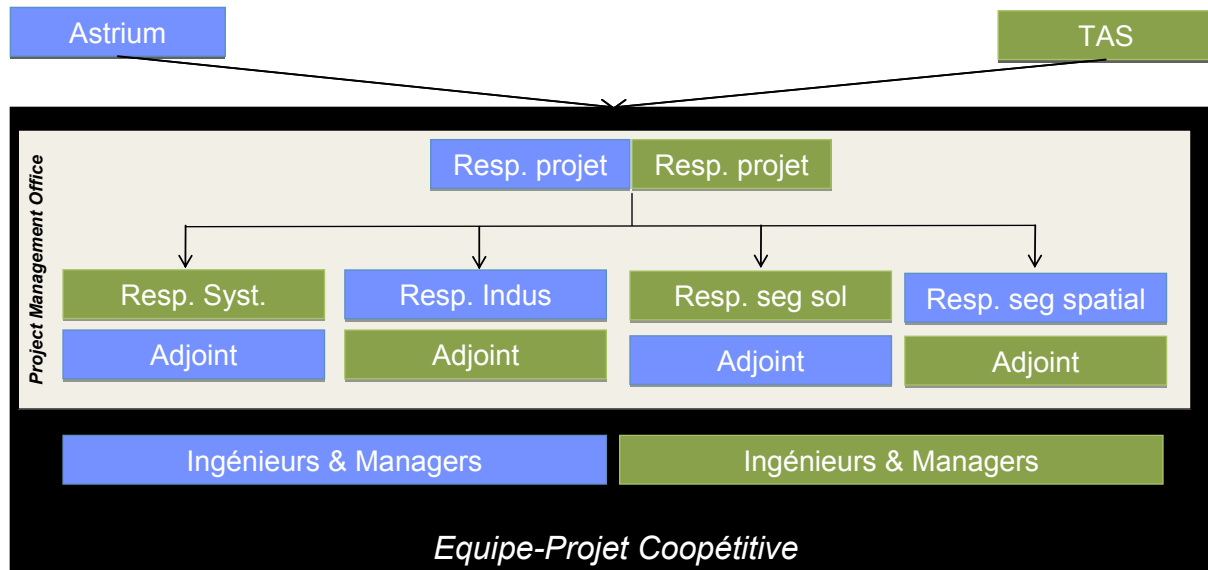 Astrium
TAS
Project Management Office
Resp. projet
Resp. projet
Resp. Syst.
Resp. Indus
Resp. seg sol
Resp. seg spatial
Adjoint
Adjoint
Adjoint
Adjoint
Ingénieurs & Managers
Ingénieurs & Managers
Equipe-Projet Coopétitive